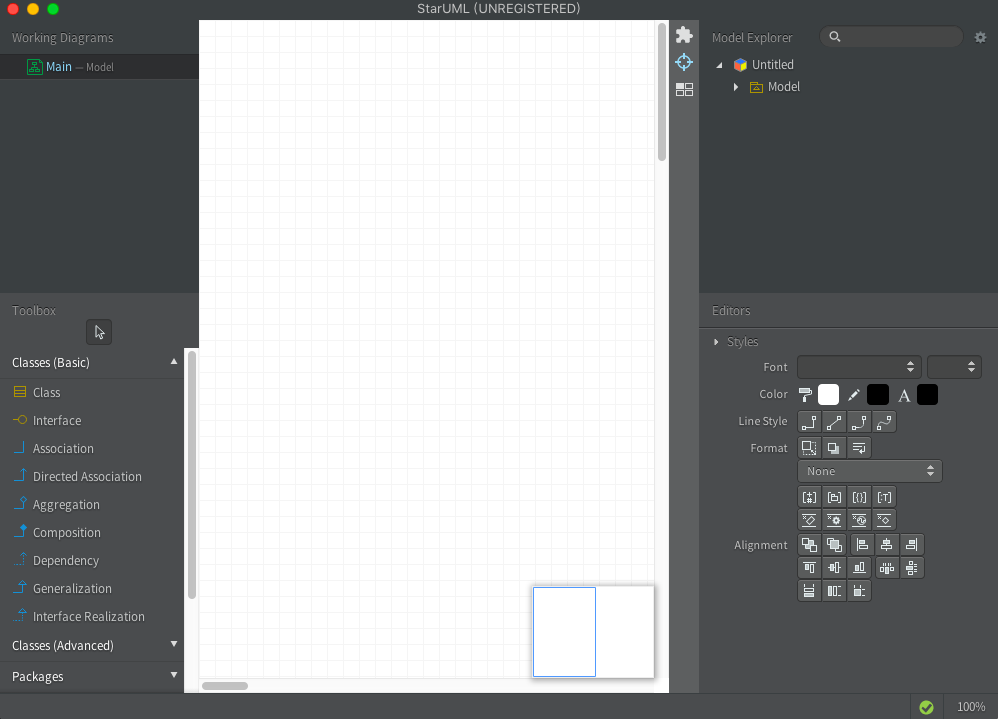 StarUML (UNREGISTERED)
Working Diagrams
Main — Model
Toolbox
Classes (Basic)
Class
Interface
Association
Directed Association
Aggregation
Composition
Dependency
Generalization
Interface Realization
Classes (Advanced)
Packages
Model Explorer
Untitled
Model
Editors
Styles
Font
Color
A
Line Style
Format
None
Alignment
100%